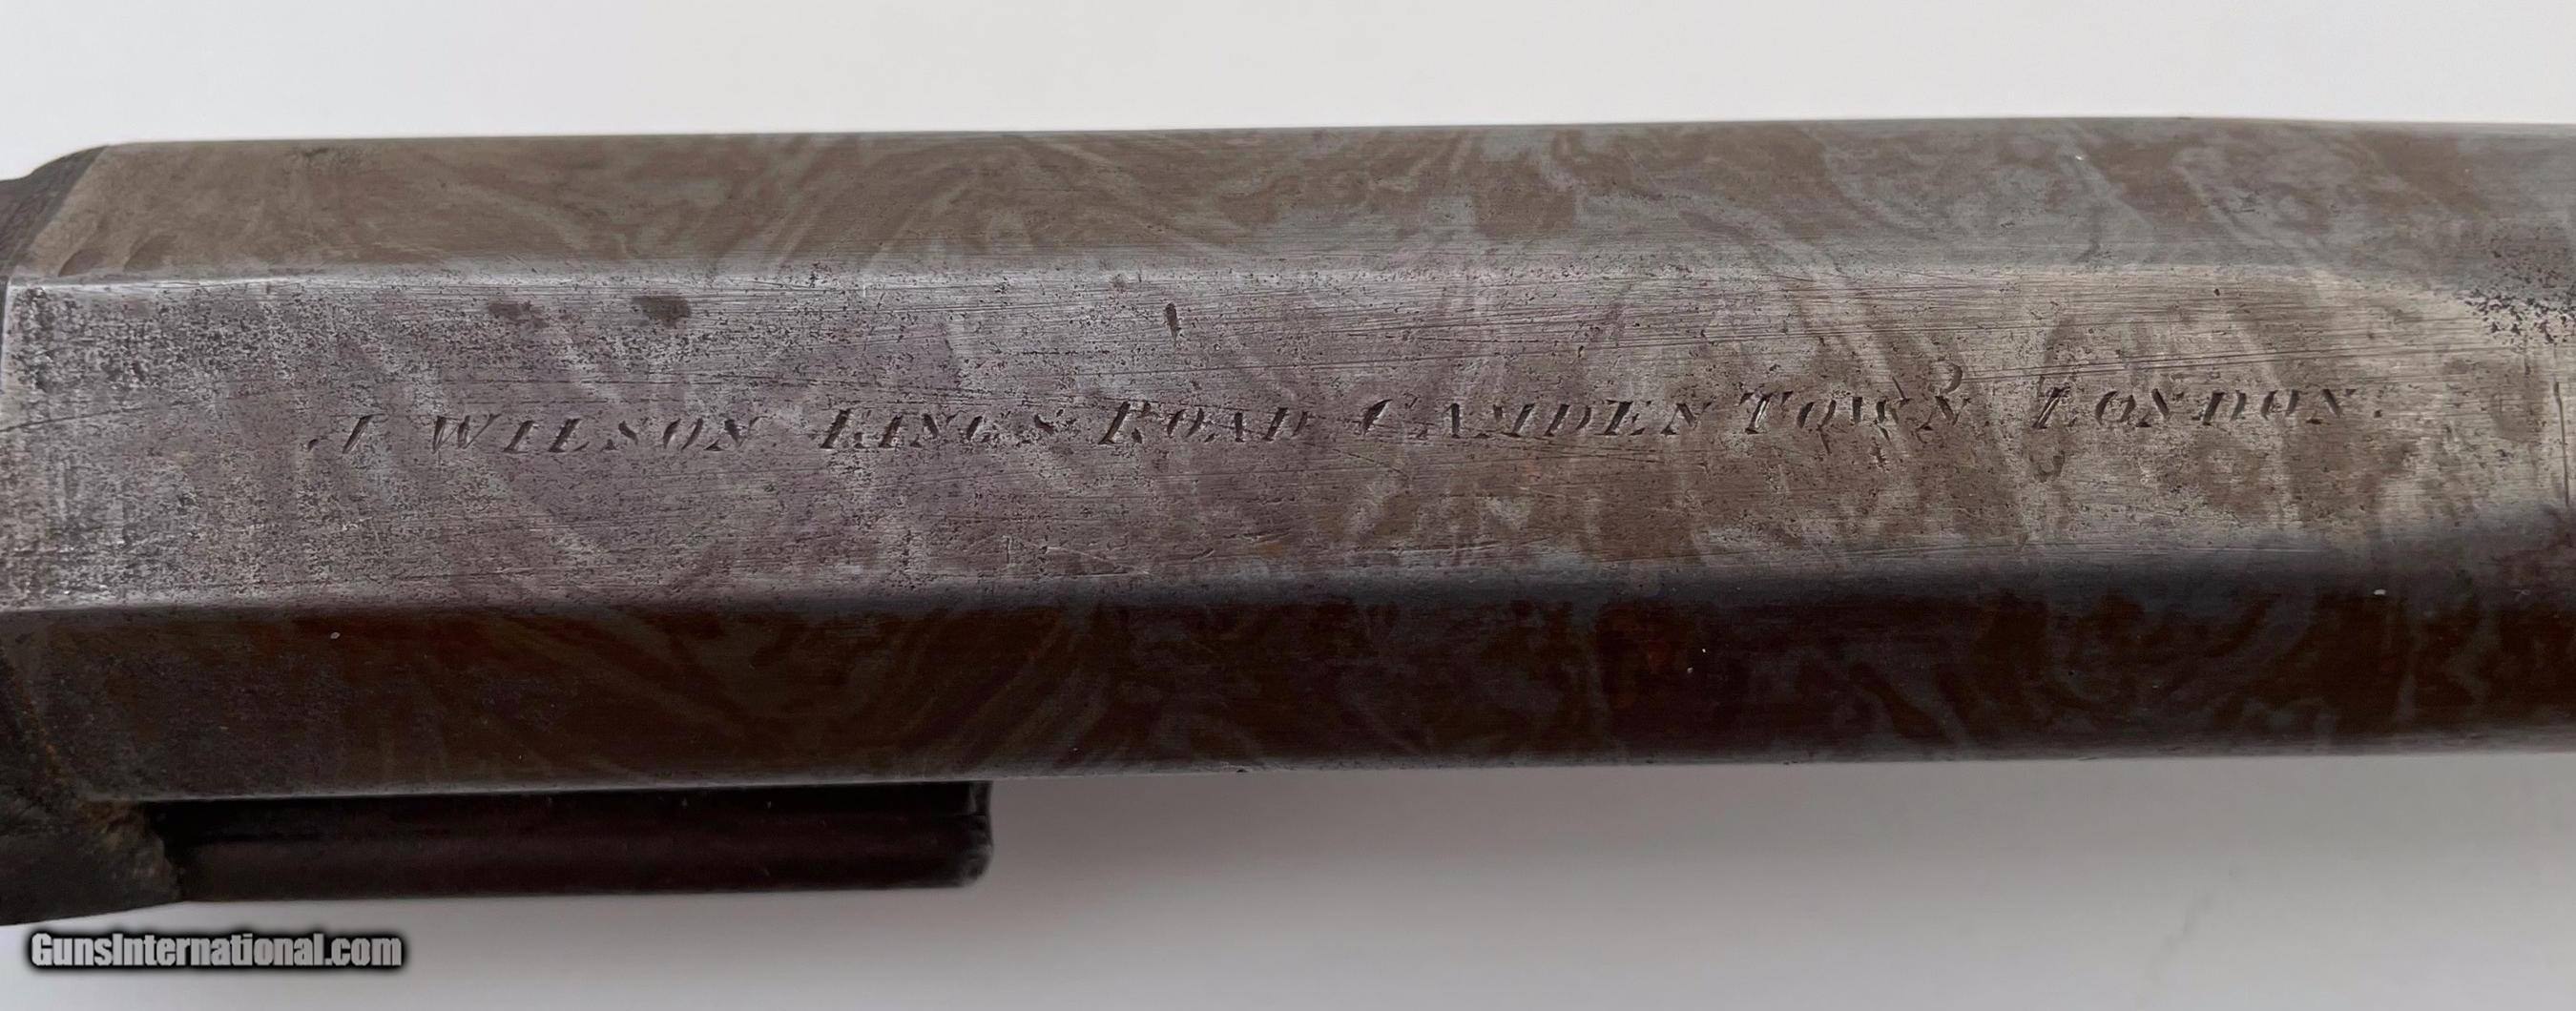 J WILSON KINGS ROAD CAMDEN TOWN LONDON.
GunsInternational.com